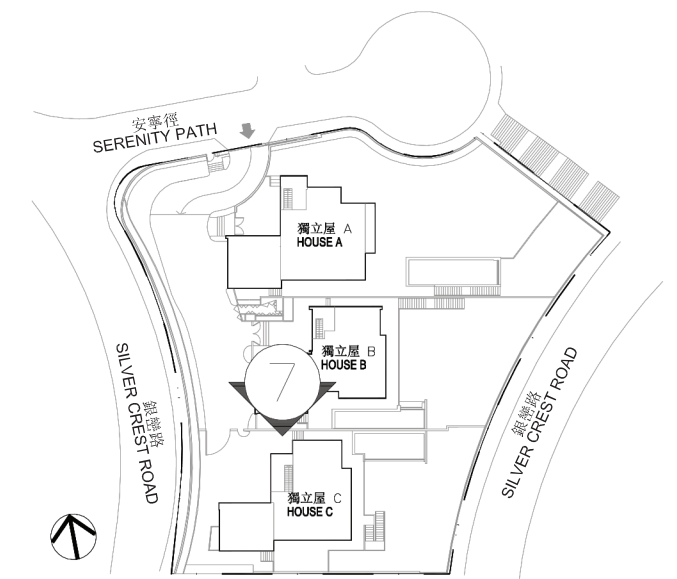 安寧徑
SERENITY PATH
獨立屋 A
HOUSE A
獨立屋 B
HOUSE B
7
銀巒路
SILVER CREST ROAD
銀巒路
SILVER CREST ROAD
獨立屋 C
HOUSE C